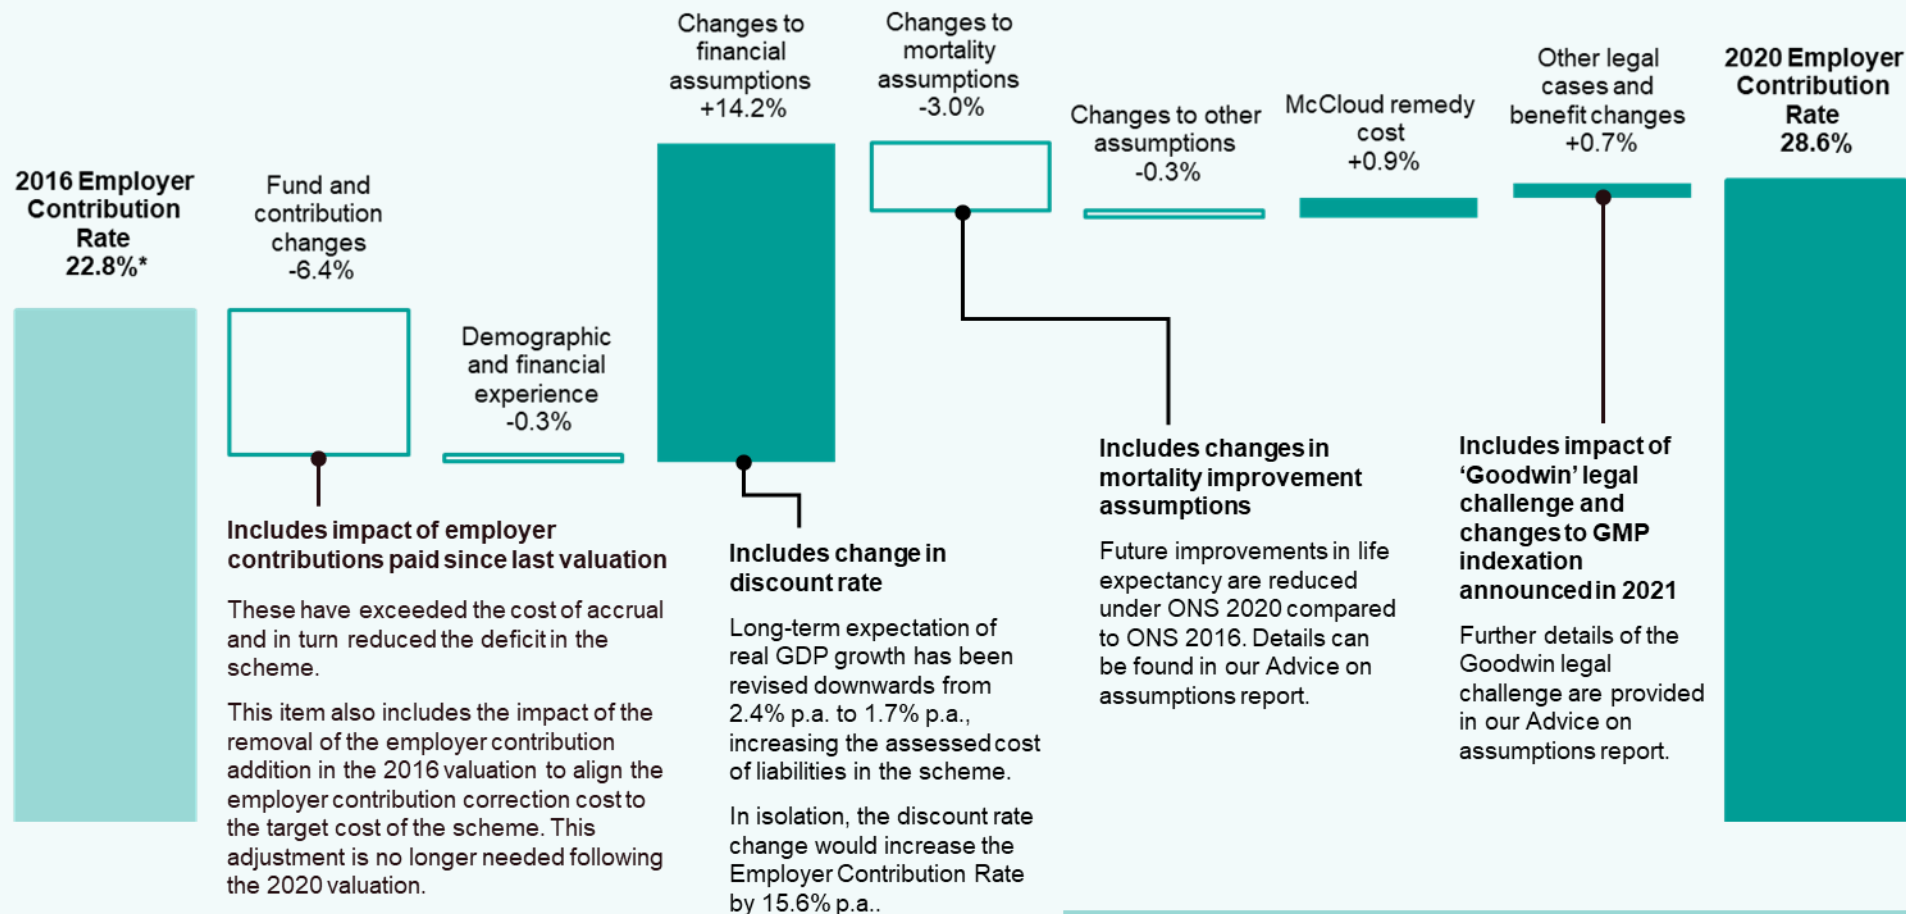 2016 Employer
Contribution
Rate
22.8%*
Fund and
contribution
changes
-6.4%
Demographic
and financial
experience
-0.3%
Changes to
financial
assumptions
+14.2%
Changes to
mortality
assumptions
-3.0%
Changes to other
assumptions
-0.3%
McCloud remedy
cost
+0.9%
Other legal
cases and
benefit changes
+0.7%
2020 Employer
Contribution
Rate
28.6%
Includes impact of employer
contributions paid since last valuation
These have exceeded the cost of accrual
and in turn reduced the deficit in the
scheme.
This item also includes the impact of the
removal of the employer contribution
addition in the 2016 valuation to align the
employer contribution correction cost to
the target cost of the scheme. This
adjustment is no longer needed following
the 2020 valuation.
Includes change in
discount rate
Long-term expectation of
real GDP growth has been
revised downwards from
2.4% p.a. to 1.7% p.a.,
increasing the assessed cost
of liabilities in the scheme.
In isolation, the discount rate
change would increase the
Employer Contribution Rate
by 15.6% p.a..
Includes changes in
mortality improvement
assumptions
Future improvements in life
expectancy are reduced
under ONS 2020 compared
to ONS 2016. Details can
be found in our Advice on
assumptions report.
Includes impact of
‘Goodwin’ legal
challenge and
changes to GMP
indexation
announced in 2021
Further details of the
Goodwin legal
challenge are provided
in our Advice on
assumptions report.